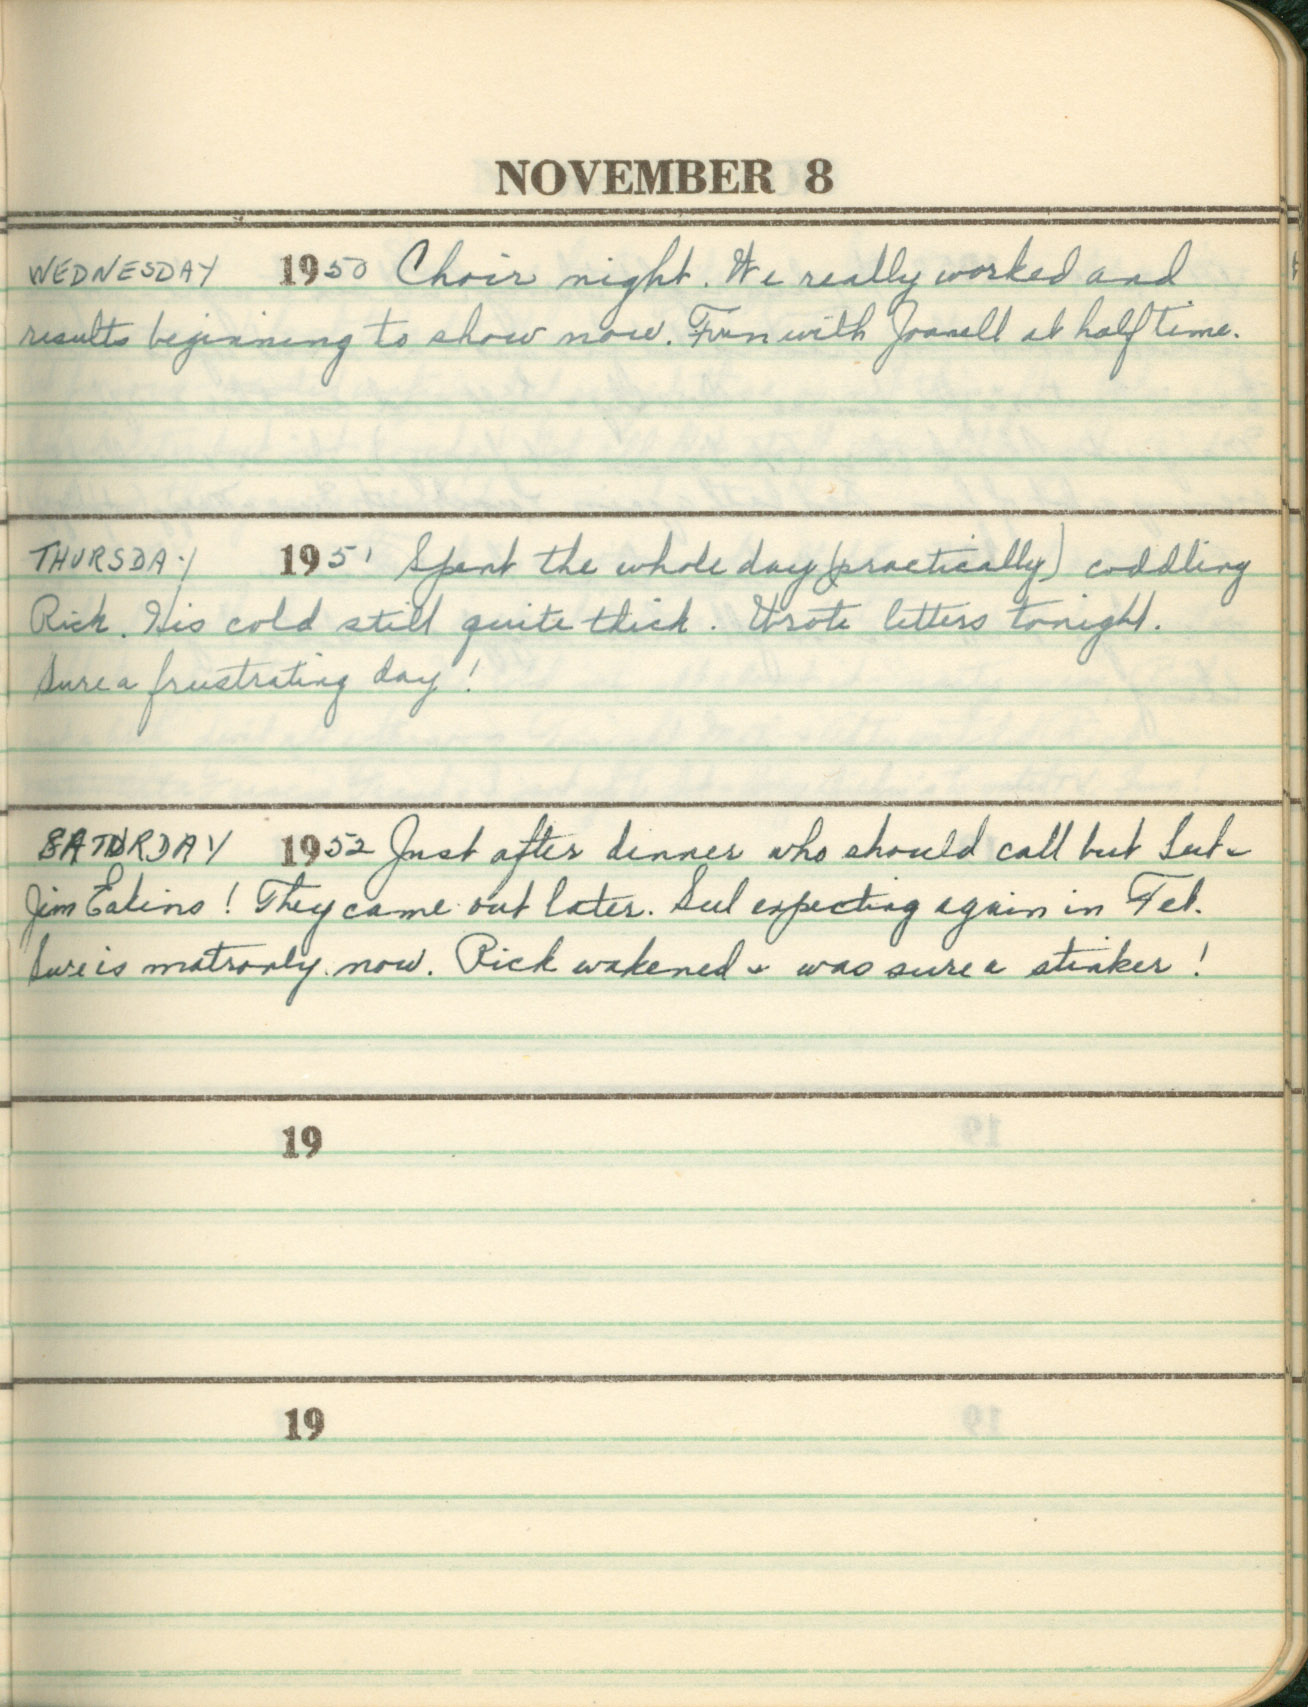 NOVEMBER 8
WEDNESDAY 1950 Choir night. We really worked and
results beginning to show now. Fun with Joanell at half time.
THURSDAY 1951 Spent the whole day (practically) coddling
Rick. His cold still quite thick. Wrote letters tonight.
Sure a frustrating day!
SATURDAY 1952 Just after dinner who should call but &
Jim Eakins! They came out later. expecting again in Feb.
Sure is matronly now. Rick wakened & was sure a stinker!
19
19